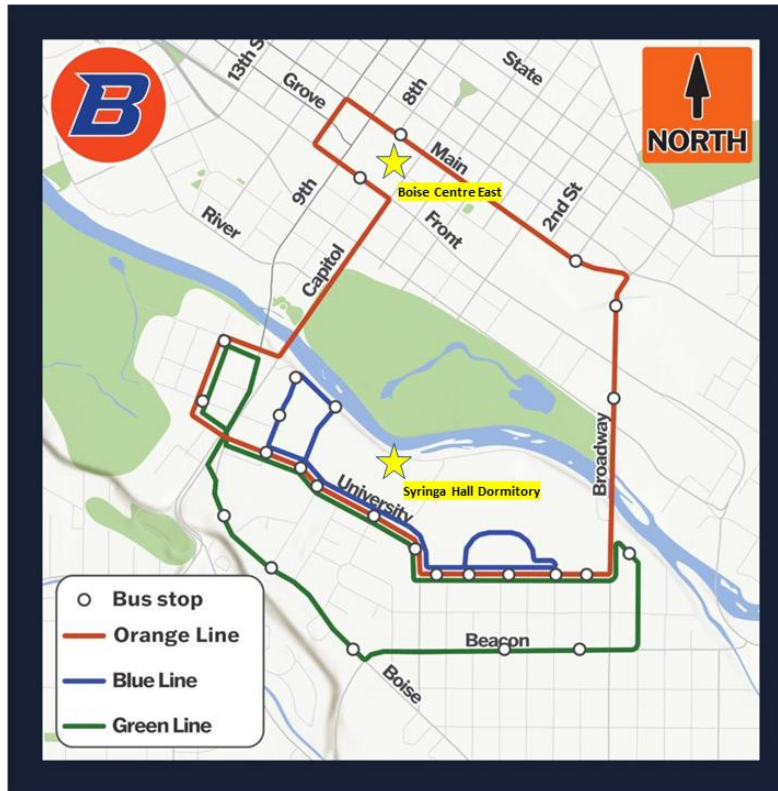 B
NORTH
13th S
Grove
8th
State
Main
Boise Centre East
9th
2nd St
River
Front
Capitol
Broadway
University
Syringa Hall Dormitory
Beacon
Boise
Bus stop
Orange Line
Blue Line
Green Line